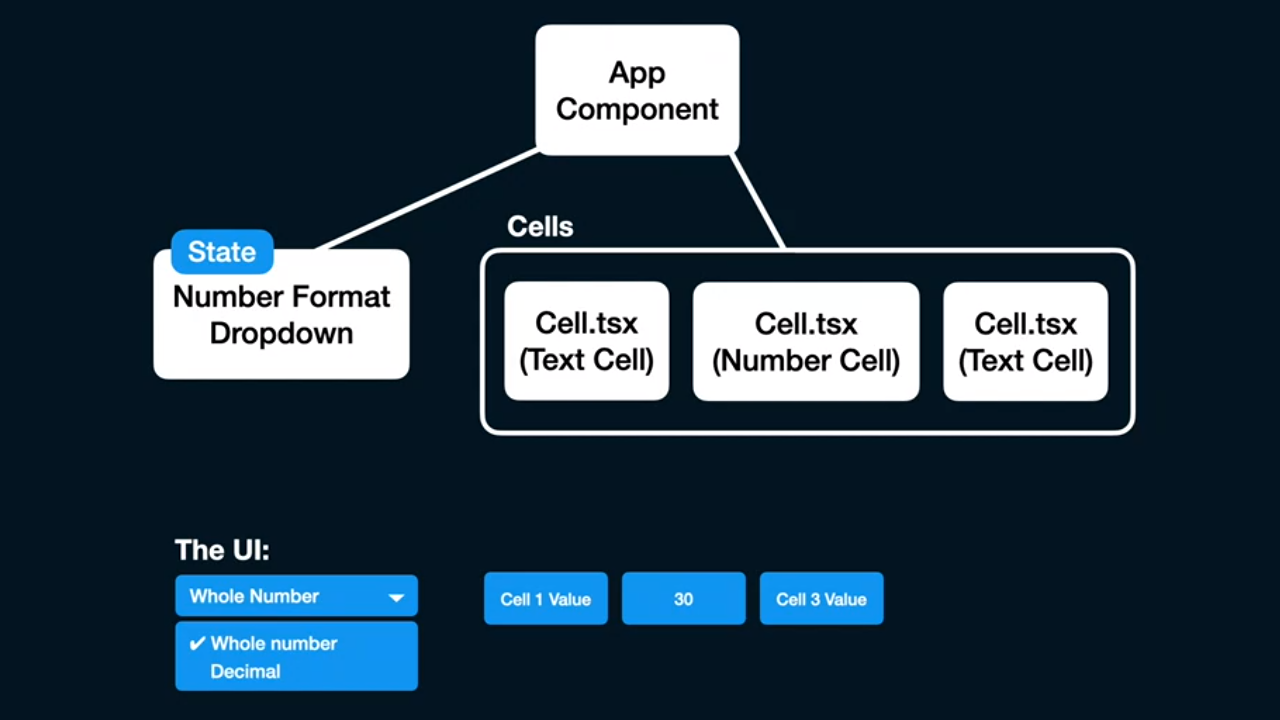 App
Component
Cells
State
Number Format
Dropdown
Cell.tsx
(Text Cell)
Cell.tsx
(Number Cell)
Cell.tsx
(Text Cell)
The UI:
Whole Number
✔ Whole number
Decimal
Cell 1 Value
30
Cell 3 Value